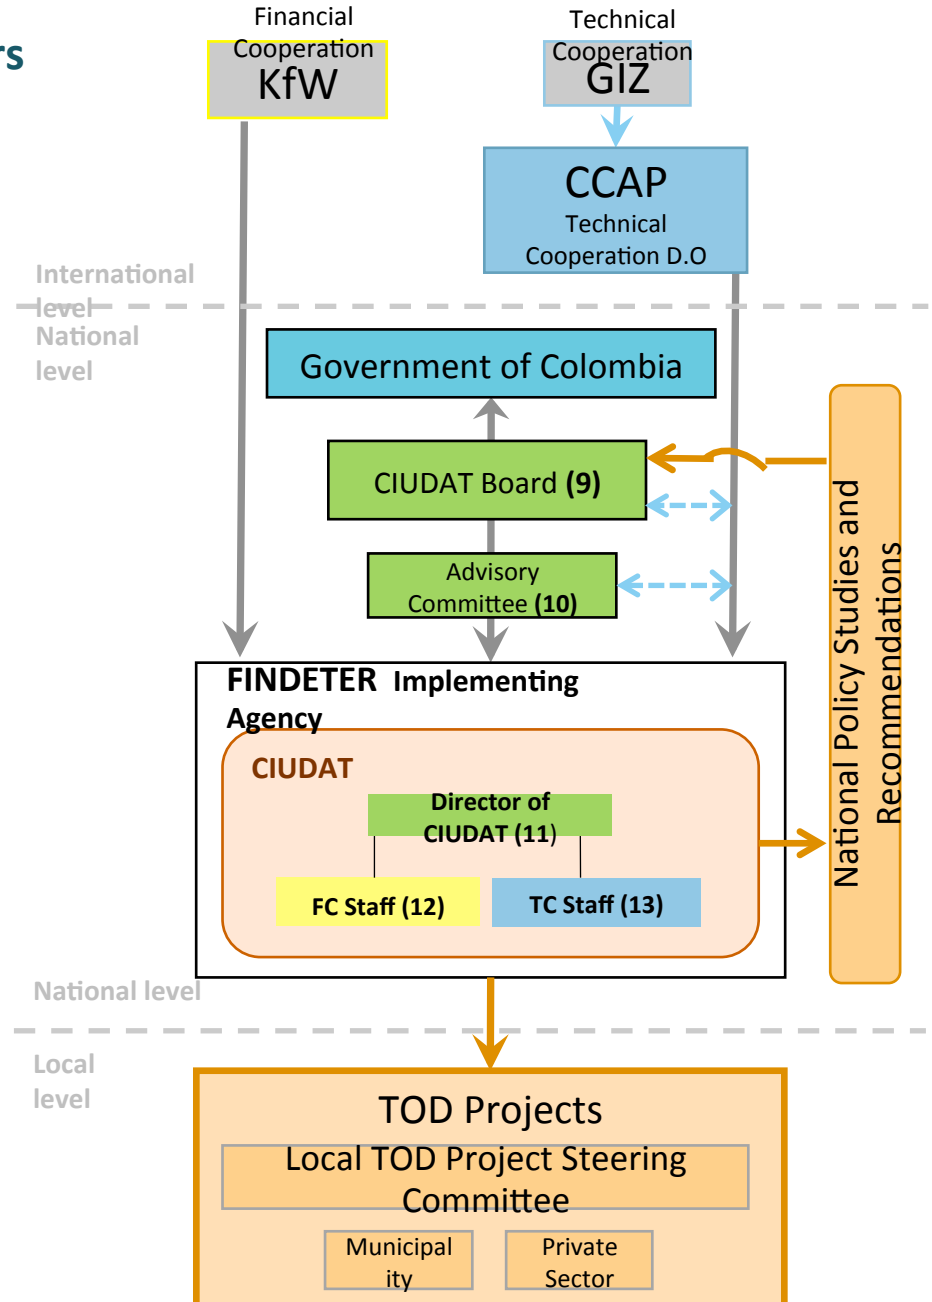 rs
Financial
Cooperation
KfW
Technical
Cooperation
GIZ
CCAP
Technical
Cooperation D.O
International
level
National
level
Government of Colombia
CIUDAT Board (9)
Advisory
Committee (10)
National Policy Studies and
Recommendations
FINDETER Implementing
Agency
CIUDAT
Director of
CIUDAT (11)
FC Staff (12)
TC Staff (13)
National level
Local
level
TOD Projects
Local TOD Project Steering
Committee
Municipal
ity
Private
Sector